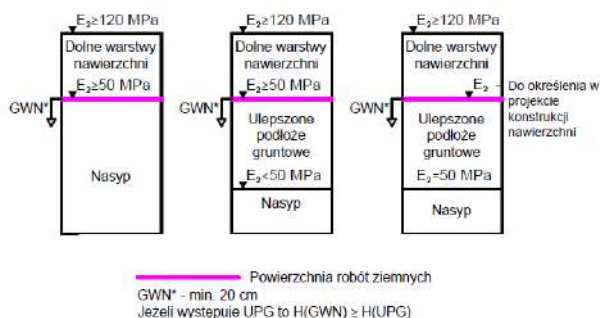 E₂≥120 MPa
Dolne warstwy
nawierzchni
E₂≥50 MPa
GWN*
Nasyp
E₂≥120 MPa
Dolne warstwy
nawierzchni
E₂≥50 MPa
GWN*
Ulepszone
podłoże
gruntowe
E₂<50 MPa
Nasyp
E₂≥120 MPa
Dolne warstwy
nawierzchni
E₂ - Do określenia w
projekcie
konstrukcji
nawierzchni
GWN*
Ulepszone
podłoże
gruntowe
E₂=50 MPa
Nasyp
Powierzchnia robót ziemnych
GWN* - min. 20 cm
Jeżeli występuje UPG to H(GWN) ≥ H(UPG)